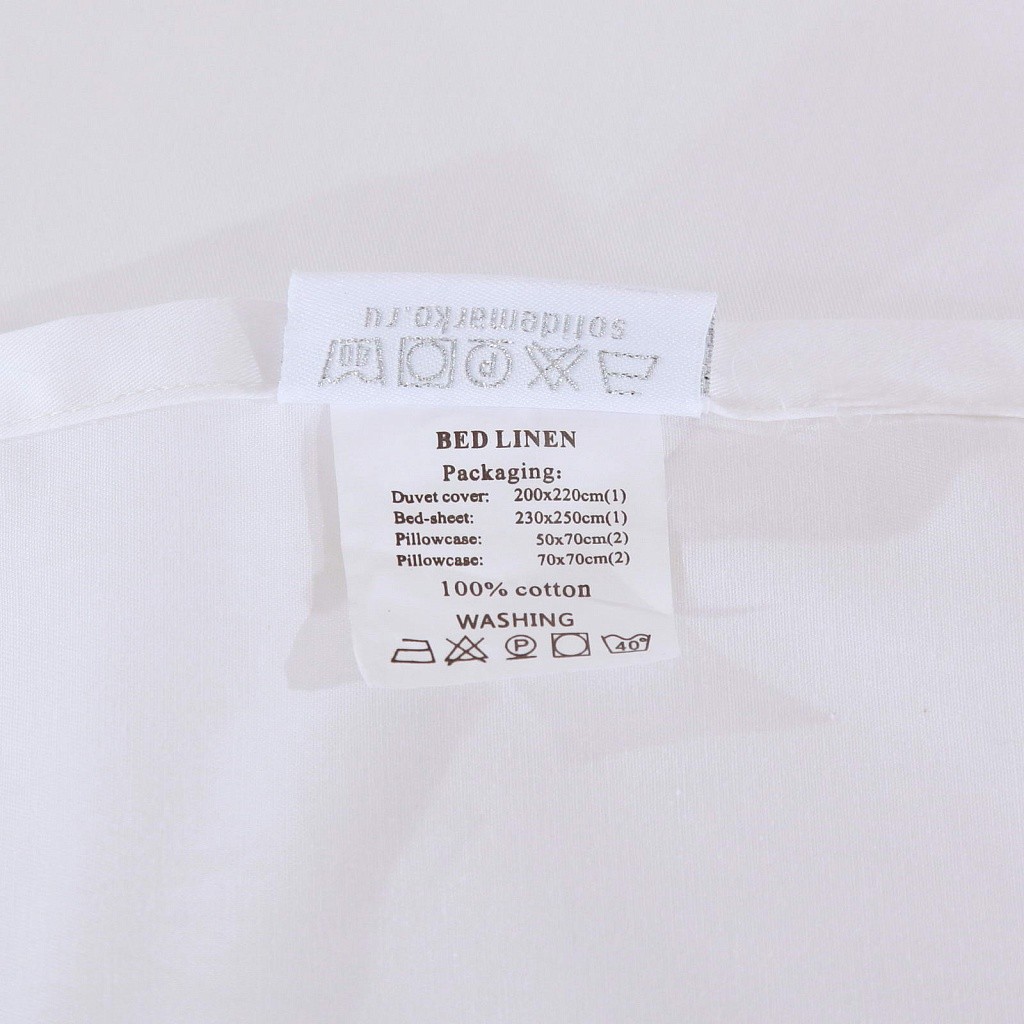 solidemarko.ru
40
P
BED LINEN
Packaging:
Duvet cover: 200x220cm(1)
Bed-sheet: 230x250cm(1)
Pillowcase: 50x70cm(2)
Pillowcase: 70x70cm(2)
100% cotton
WASHING
P 40°